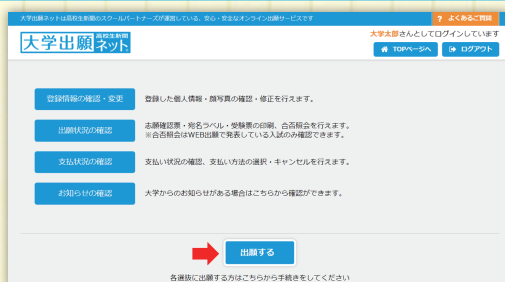 大学出願ネットは高校生新聞のスクールパートナーズが運営している、安心・安全なオンライン出願サービスです
? よくあるご質問
大学出願 高校生新聞 ネット
大学太郎さんとしてログインしています
TOPページへ ログアウト
登録情報の確認・変更 登録した個人情報・顔写真の確認・修正を行えます。
出願状況の確認 志願確認票・宛名ラベル・受験票の印刷、合否照会を行えます。
※合否照会はWEB出願で発表している入試のみ確認できます。
支払状況の確認 支払い状況の確認、支払い方法の選択・キャンセルを行えます。
お知らせの確認 大学からのお知らせがある場合はこちらから確認ができます。
出願する
各選抜に出願する方はこちらから手続きをしてください